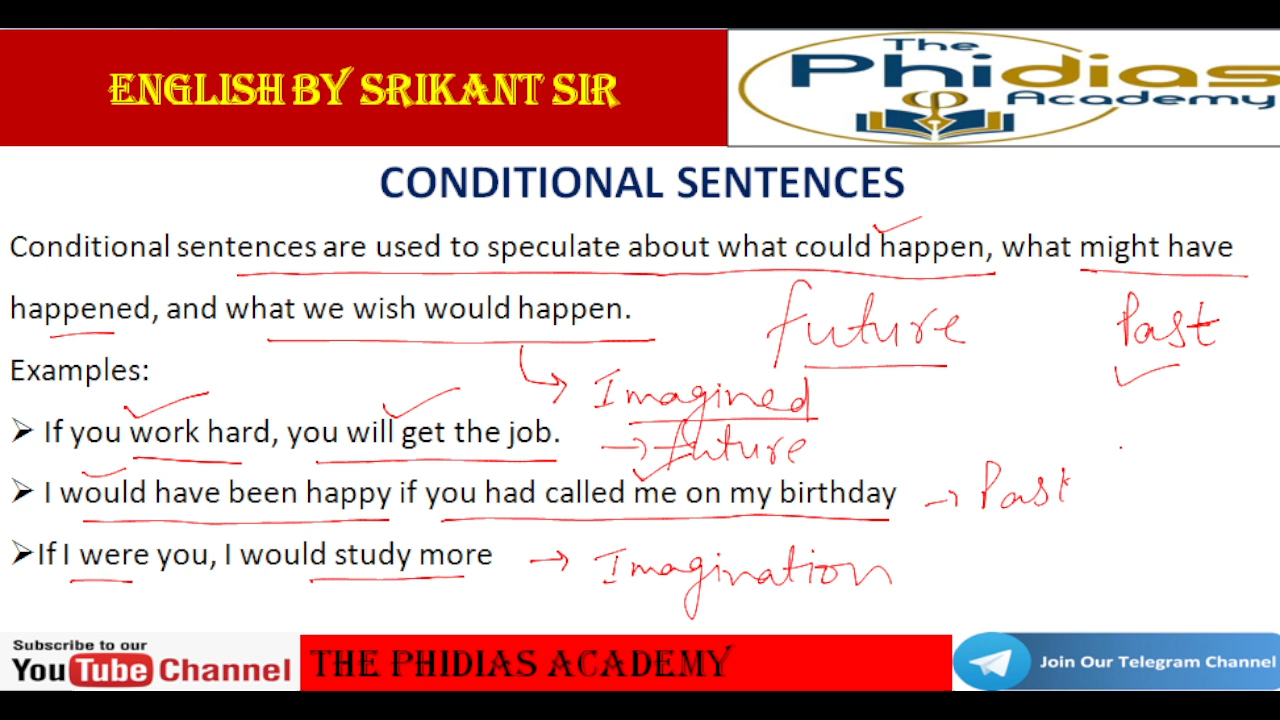 ENGLISH BY SRIKANT SIR
The
Phidias
Academy
CONDITIONAL SENTENCES
Conditional sentences are used to speculate about what could happen, what might have
happened, and what we wish would happen.
future
Past
Examples:
Imagined
➢ If you work hard, you will get the job.
→ future
➢ I would have been happy if you had called me on my birthday → Past
➢If I were you, I would study more → Imagination
Subscribe to our
YouTube Channel
THE PHIDIAS ACADEMY
Join Our Telegram Channel